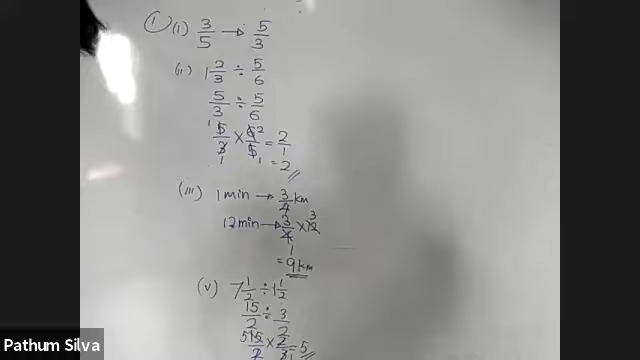 ① (i) 3/5 → 5/3
(ii) 1 2/3 ÷ 5/6
5/3 ÷ 5/6
5/3 × 6/5 = 2/1
= 2
(iii) 1 min → 3/4 km
12 min → 3/4 × 12
= 9 km
(v) 7 1/2 ÷ 1 1/2
15/2 ÷ 3/2
15/2 × 2/3 = 5
Pathum Silva